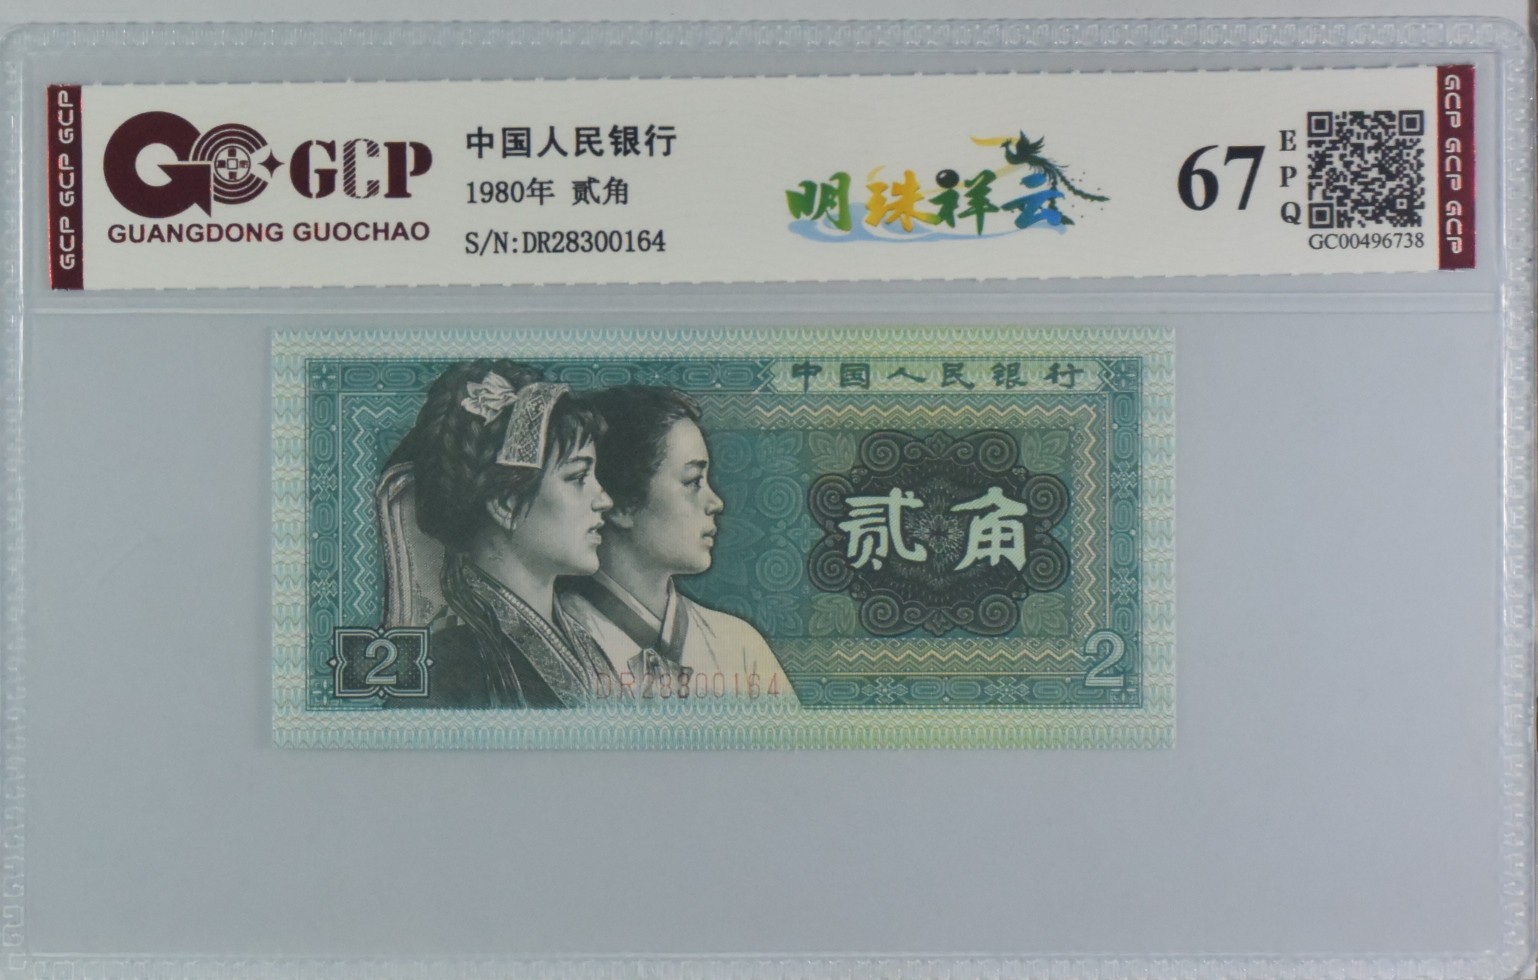 GCP GCP GCP
GCP
GUANGDONG GUOCHAO
中国人民银行
1980年 贰角
S/N:DR28300164
明珠祥云
67
EPQ
GC00496738
GCP GCP GCP
中国人民银行
贰角
2
2
DR28300164